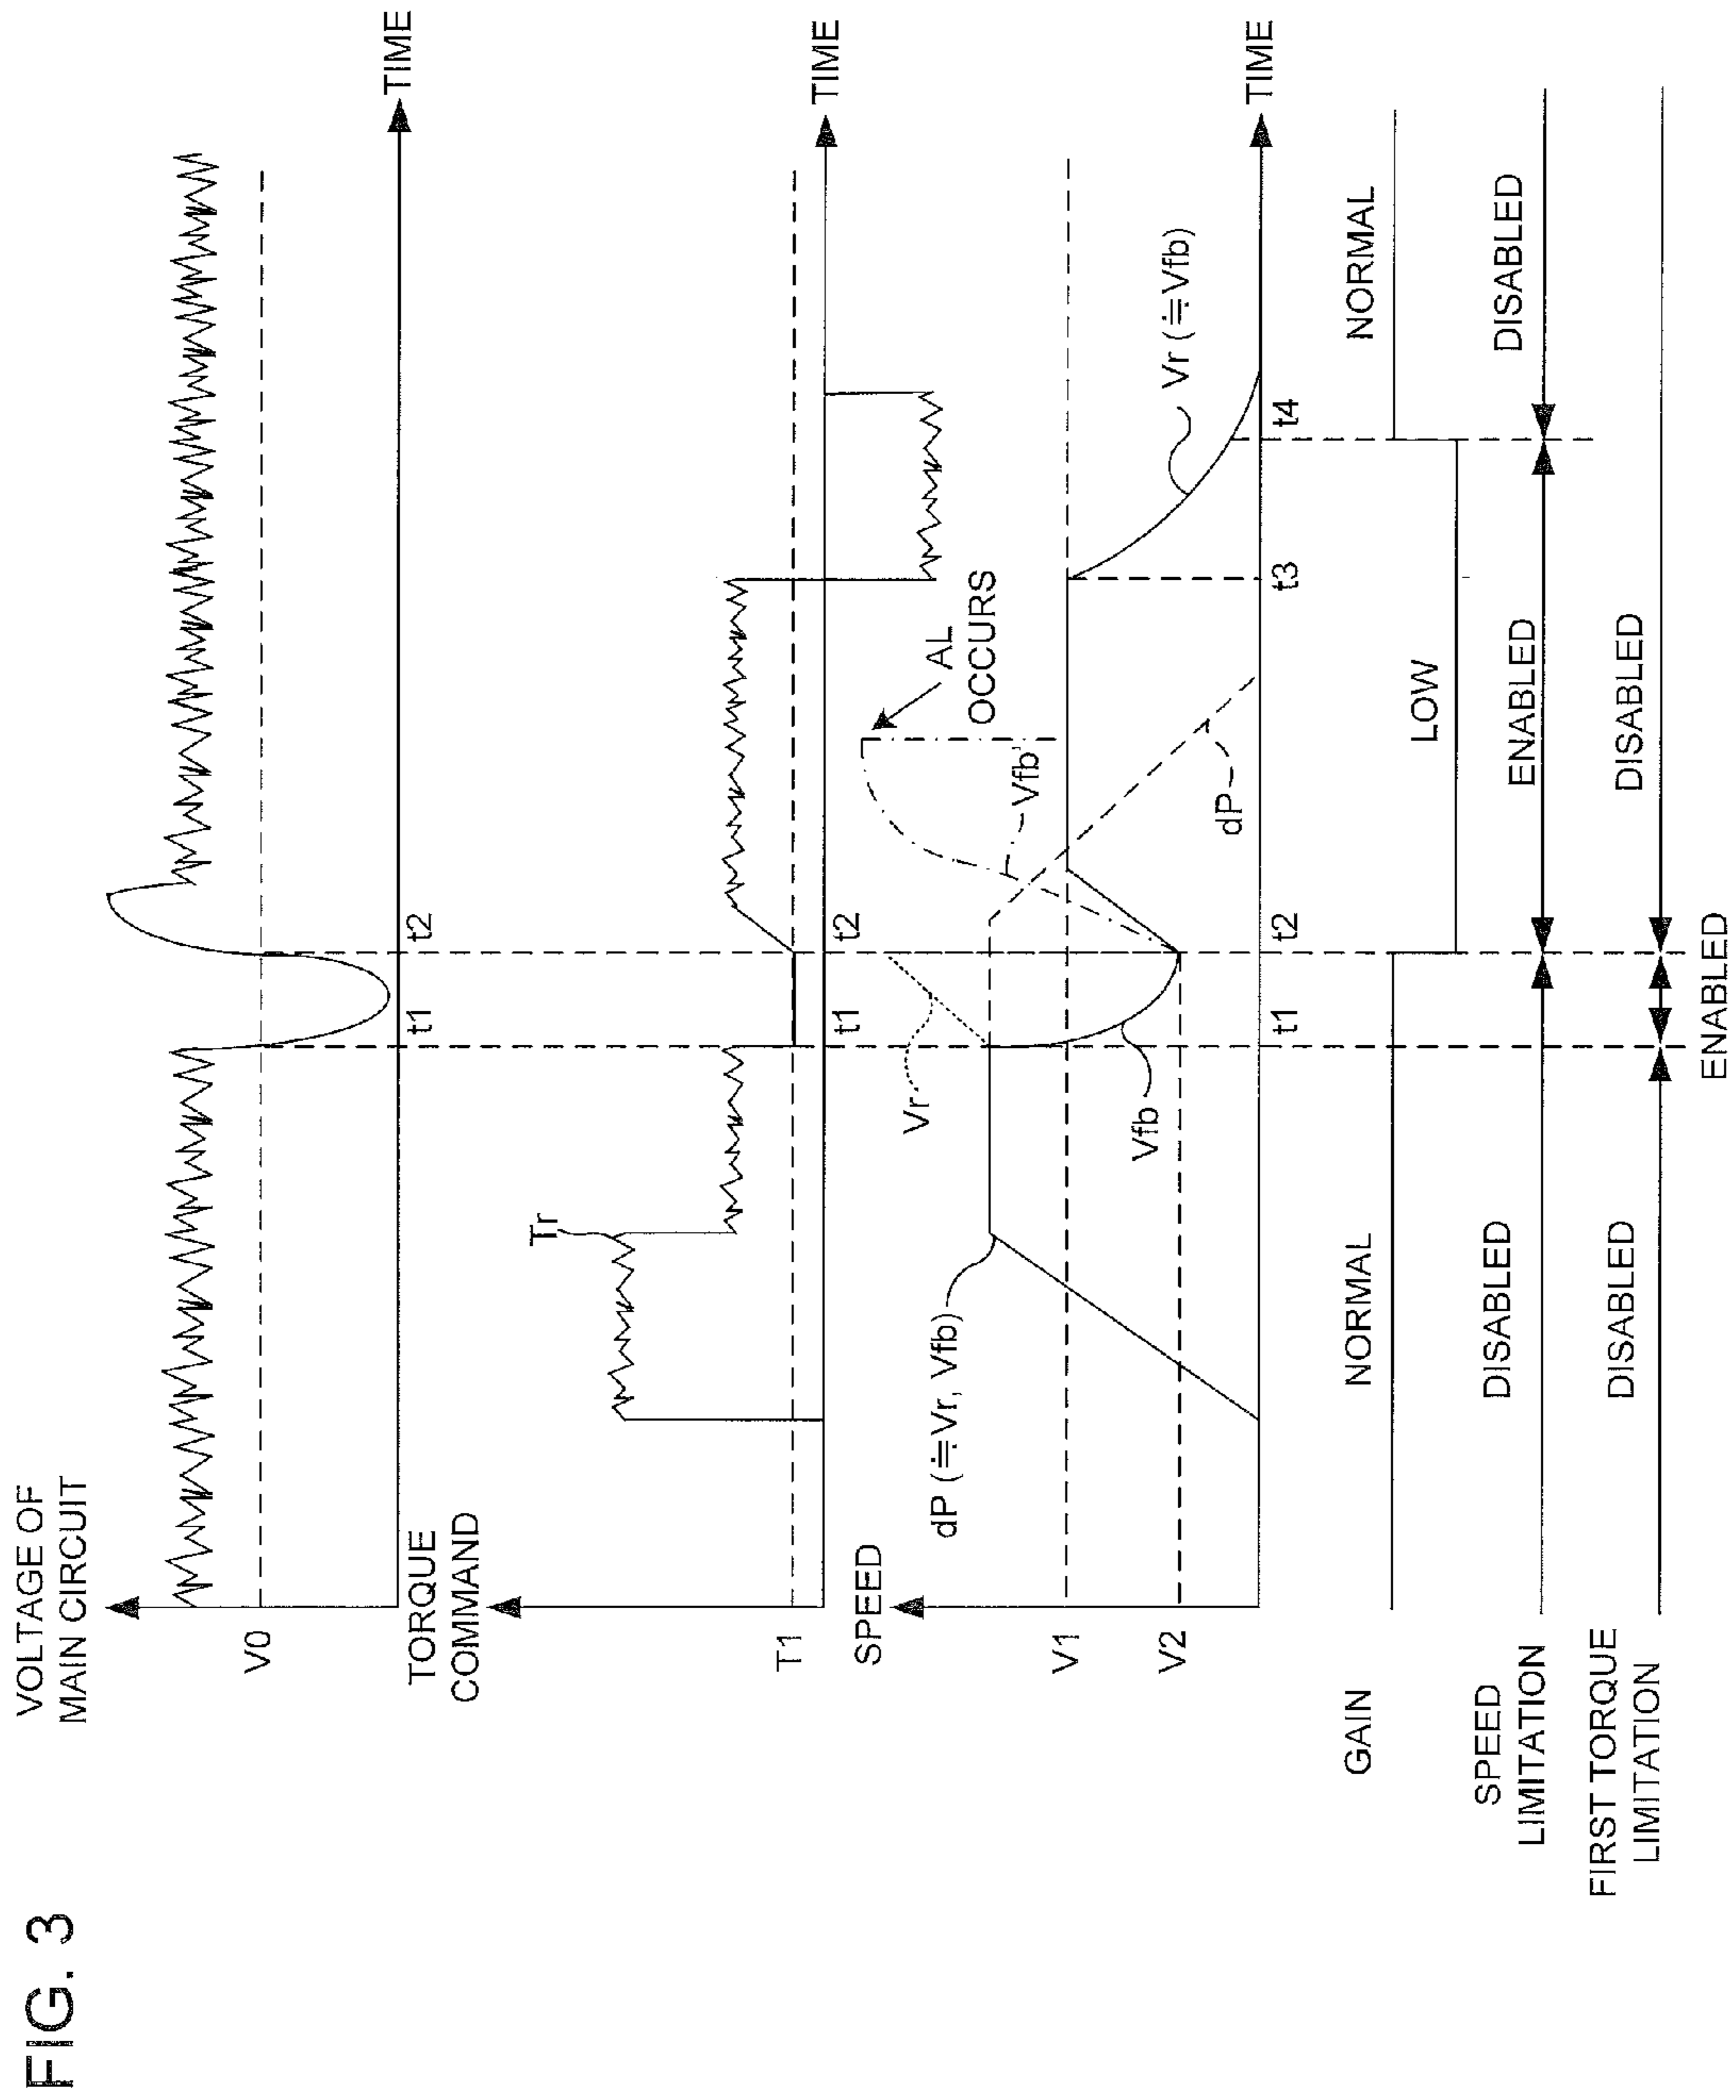 FIG. 3
VOLTAGE OF
MAIN CIRCUIT
V0
t1
t2
TIME
TORQUE
COMMAND
Tr
T1
t1
t2
TIME
SPEED
dP (≒Vr, Vfb)
Vr
AL
OCCURS
Vfb'
V1
V2
Vfb
dP
Vr (≒Vfb)
t1
t2
t3
t4
TIME
GAIN
NORMAL
LOW
NORMAL
SPEED
LIMITATION
DISABLED
ENABLED
DISABLED
FIRST TORQUE
LIMITATION
DISABLED
ENABLED
DISABLED